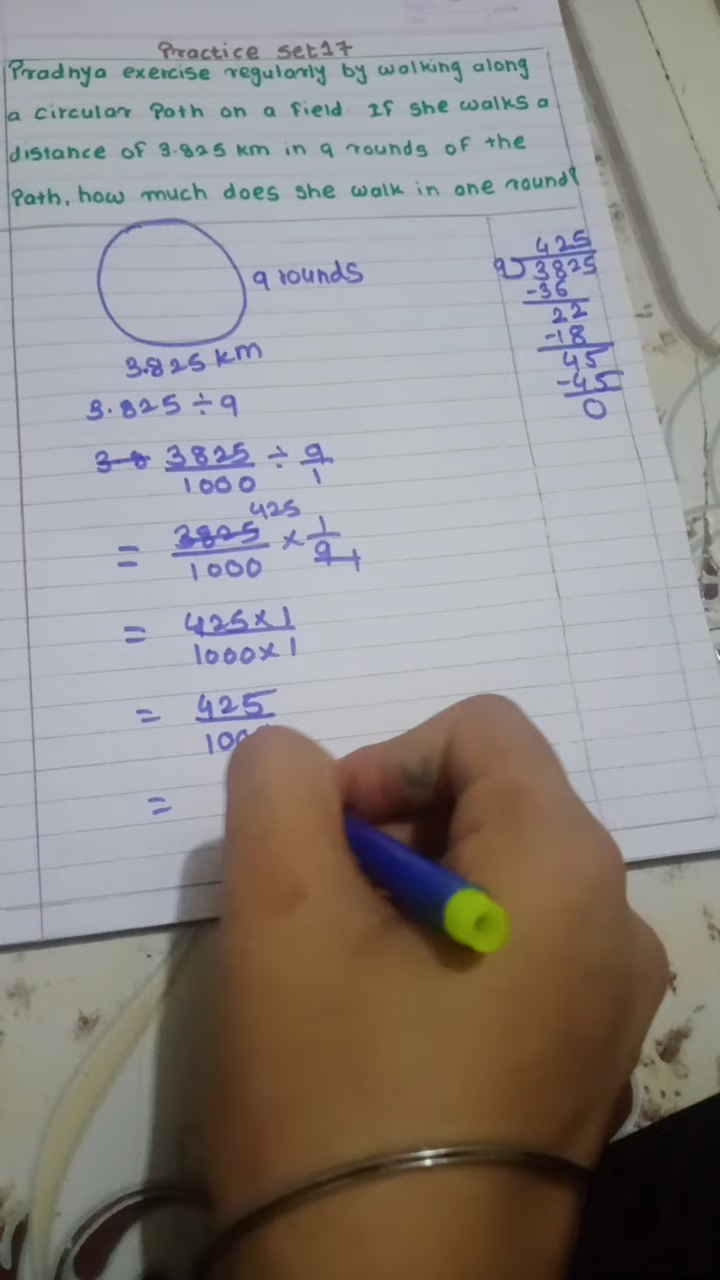 Practice Set17
Pradnya exercise regularly by walking along
a circular Path on a field. If she walks a
distance of 3.825 km in 9 rounds of the
Path, how much does she walk in one round?
9 rounds
3.825 km
3.825 ÷ 9
3825/1000 ÷ 9/1
425
= 3825/1000 × 1/9 1
= 425×1/1000×1
= 425/100
=
425
9)3825
-36
22
-18
45
-45
0